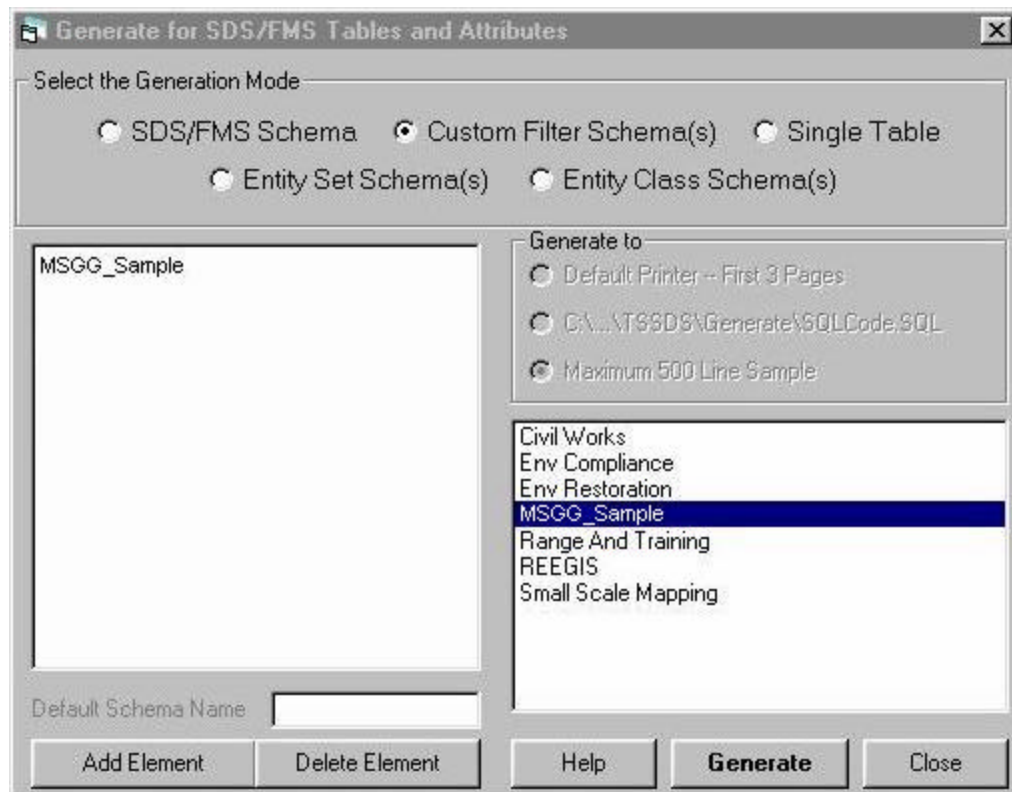 Generate for SDS/FMS Tables and Attributes
Select the Generation Mode
SDS/FMS Schema Custom Filter Schema(s) Single Table
Entity Set Schema(s) Entity Class Schema(s)
MSGG_Sample
Generate to
Default Printer -- First 3 Pages
C:\...\TSSDS\Generate\SQLCode.SQL
Maximum 500 Line Sample
Civil Works
Env Compliance
Env Restoration
MSGG_Sample
Range And Training
REEGIS
Small Scale Mapping
Default Schema Name
Add Element Delete Element Help Generate Close